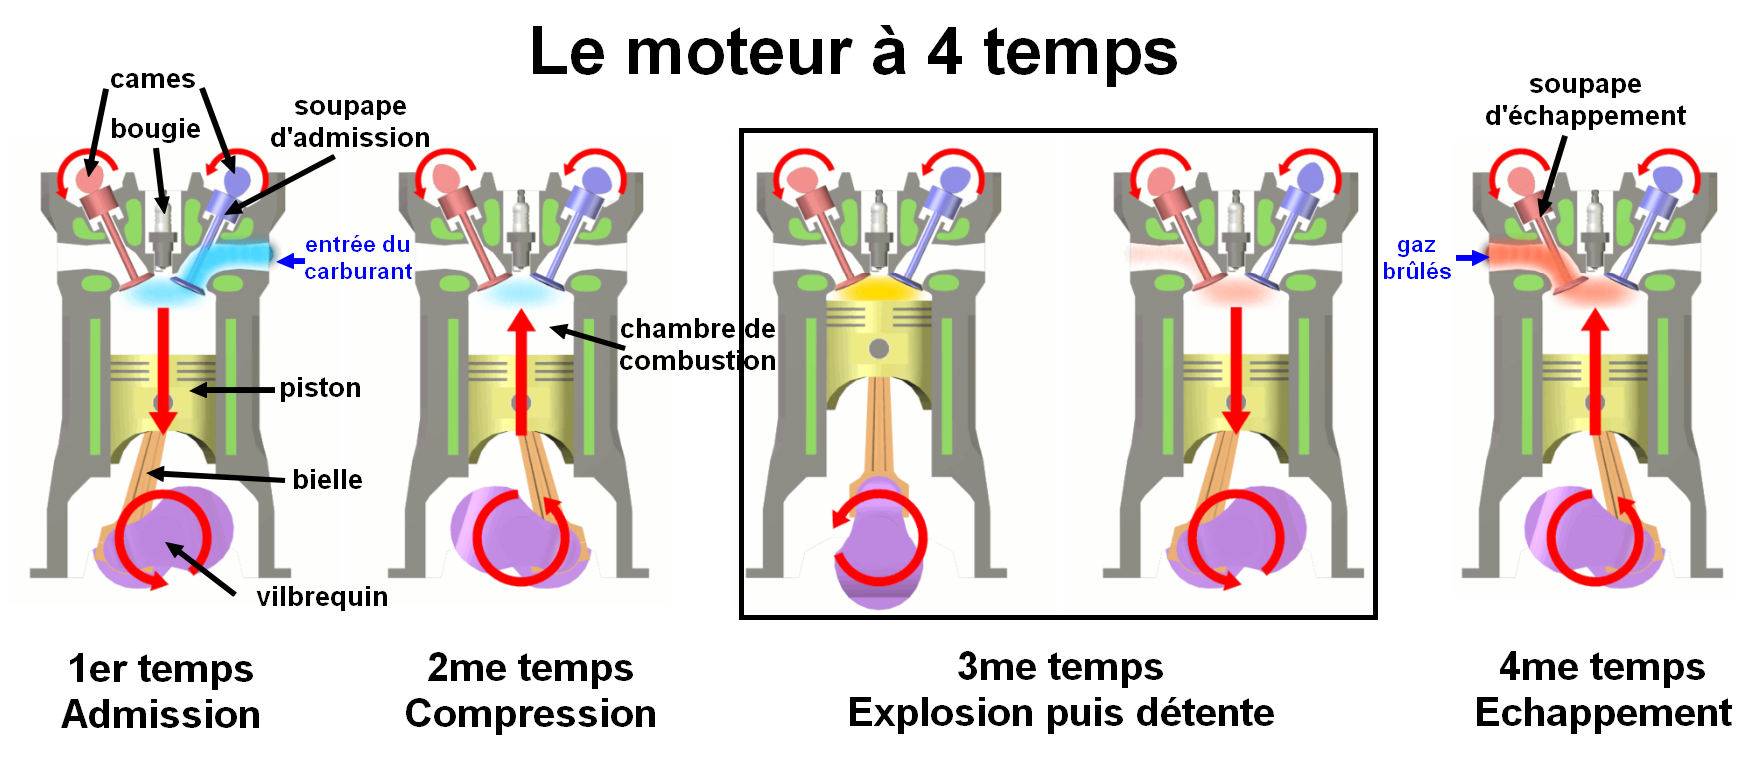 Le moteur à 4 temps
cames
bougie
soupape
d'admission
entrée du
carburant
piston
bielle
vilbrequin
chambre de
combustion
soupape
d'échappement
gaz
brûlés
1er temps
Admission
2me temps
Compression
3me temps
Explosion puis détente
4me temps
Echappement